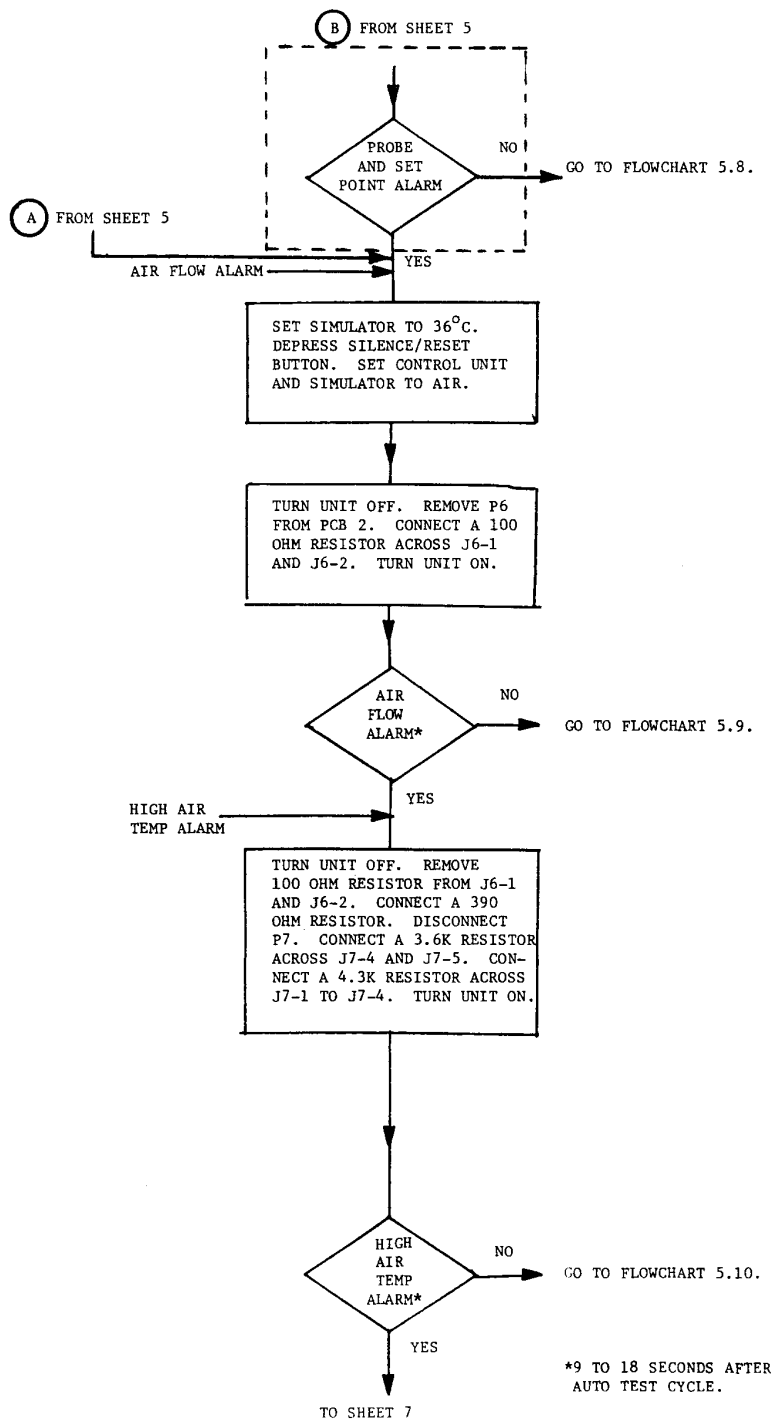 B FROM SHEET 5
PROBE
AND SET
POINT ALARM
NO
GO TO FLOWCHART 5.8.
A FROM SHEET 5
YES
AIR FLOW ALARM
SET SIMULATOR TO 36°C.
DEPRESS SILENCE/RESET
BUTTON. SET CONTROL UNIT
AND SIMULATOR TO AIR.
TURN UNIT OFF. REMOVE P6
FROM PCB 2. CONNECT A 100
OHM RESISTOR ACROSS J6-1
AND J6-2. TURN UNIT ON.
AIR
FLOW
ALARM*
NO
GO TO FLOWCHART 5.9.
YES
HIGH AIR
TEMP ALARM
TURN UNIT OFF. REMOVE
100 OHM RESISTOR FROM J6-1
AND J6-2. CONNECT A 390
OHM RESISTOR. DISCONNECT
P7. CONNECT A 3.6K RESISTOR
ACROSS J7-4 AND J7-5. CON-
NECT A 4.3K RESISTOR ACROSS
J7-1 TO J7-4. TURN UNIT ON.
HIGH
AIR
TEMP
ALARM*
NO
GO TO FLOWCHART 5.10.
YES
*9 TO 18 SECONDS AFTER
AUTO TEST CYCLE.
TO SHEET 7